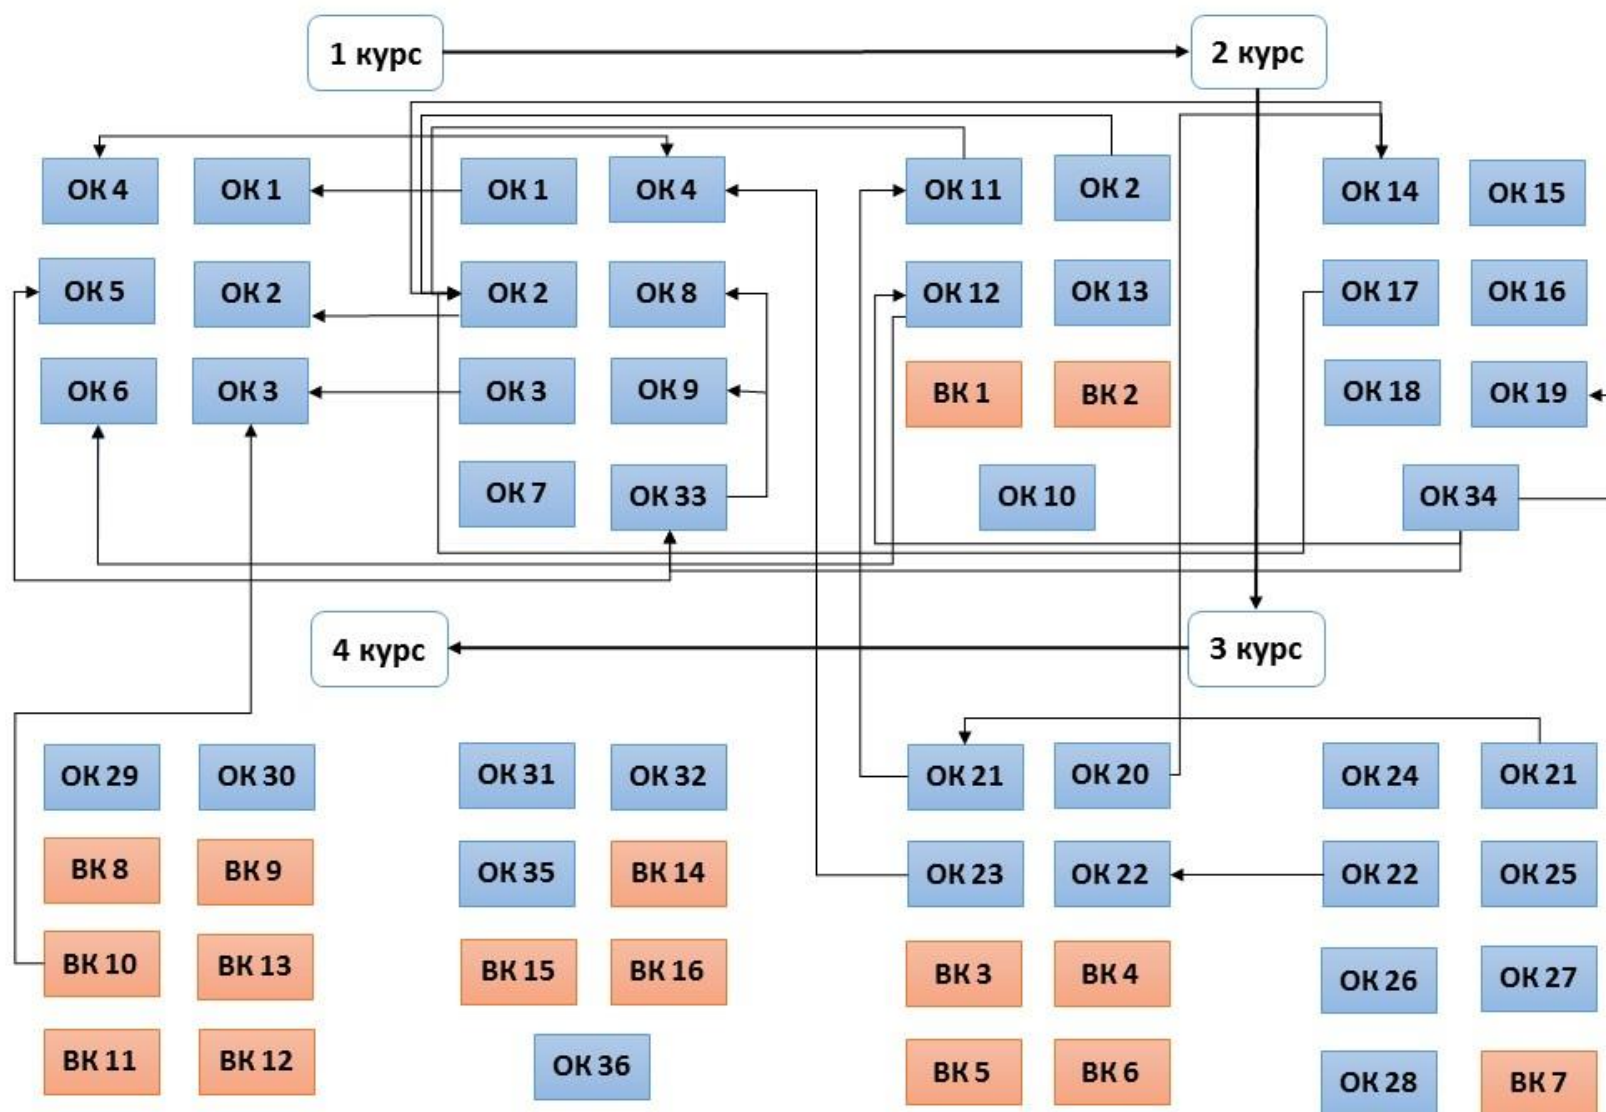 1 курс
2 курс
ОК 4
ОК 1
ОК 1
ОК 4
ОК 11
ОК 2
ОК 14
ОК 15
ОК 5
ОК 2
ОК 2
ОК 8
ОК 12
ОК 13
ОК 17
ОК 16
ОК 6
ОК 3
ОК 3
ОК 9
ВК 1
ВК 2
ОК 18
ОК 19
ОК 7
ОК 33
ОК 10
ОК 34
4 курс
3 курс
ОК 29
ОК 30
ОК 31
ОК 32
ОК 21
ОК 20
ОК 24
ОК 21
ВК 8
ВК 9
ОК 35
ВК 14
ОК 23
ОК 22
ОК 22
ОК 25
ВК 10
ВК 13
ВК 15
ВК 16
ВК 3
ВК 4
ОК 26
ОК 27
ВК 11
ВК 12
ОК 36
ВК 5
ВК 6
ОК 28
ВК 7